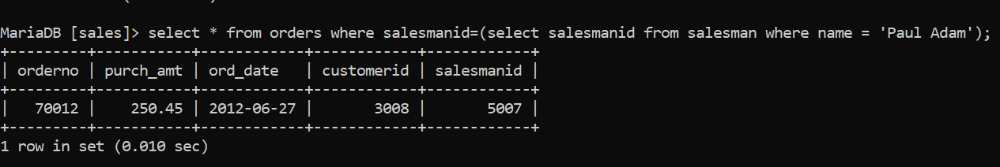 MariaDB [sales]> select * from orders where salesmanid=(select salesmanid from salesman where name = 'Paul Adam');
+---------+-----------+------------+------------+------------+
| orderno | purch_amt | ord_date   | customerid | salesmanid |
+---------+-----------+------------+------------+------------+
|   70012 |    250.45 | 2012-06-27 |       3008 |       5007 |
+---------+-----------+------------+------------+------------+
1 row in set (0.010 sec)